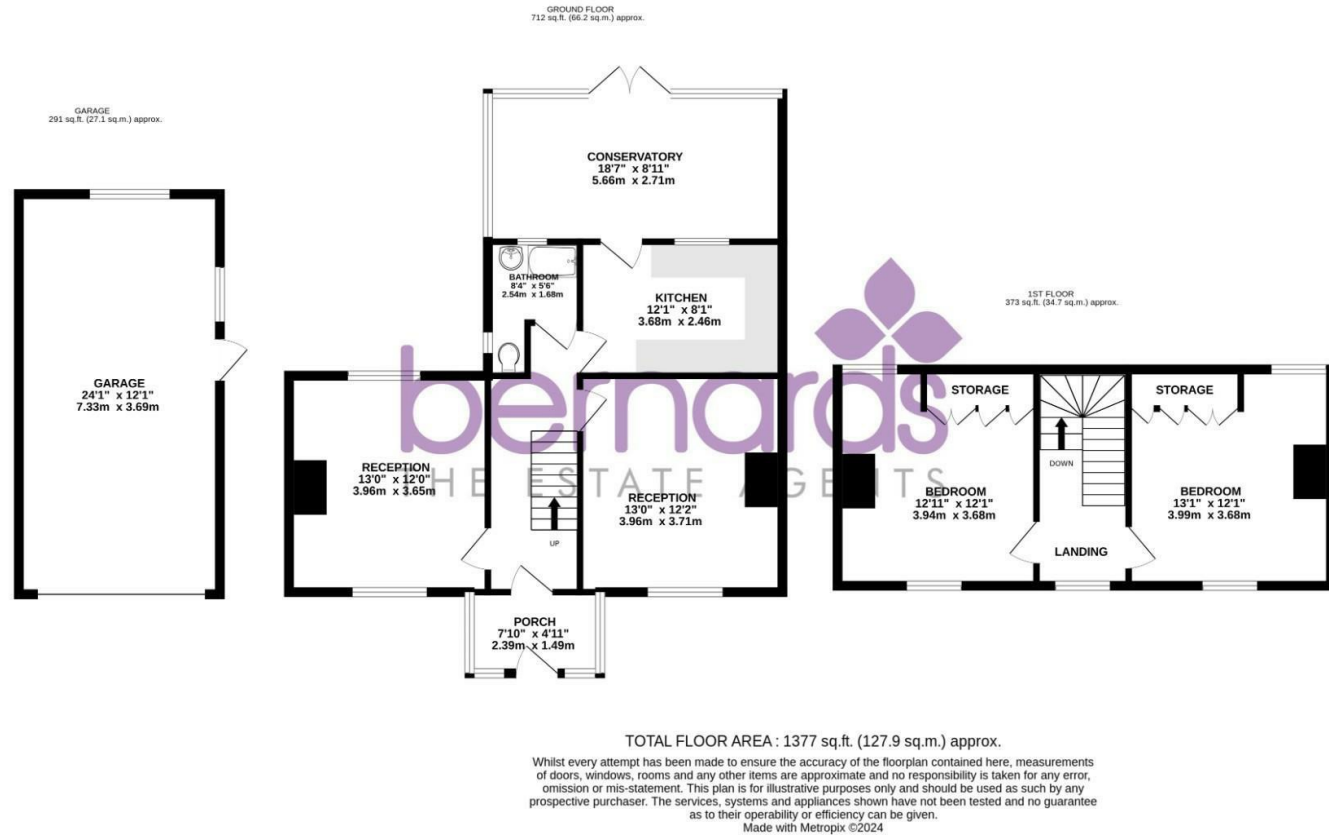 GROUND FLOOR
712 sq.ft. (66.2 sq.m.) approx.
GARAGE
291 sq.ft. (27.1 sq.m.) approx.
CONSERVATORY
18'7" x 8'11"
5.66m x 2.71m
BATHROOM
8'4" x 5'6"
2.54m x 1.68m
KITCHEN
12'1" x 8'1"
3.68m x 2.46m
1ST FLOOR
373 sq.ft. (34.7 sq.m.) approx.
GARAGE
24'1" x 12'1"
7.33m x 3.69m
STORAGE
STORAGE
bernards
THE ESTATE AGENTS
RECEPTION
13'0" x 12'0"
3.96m x 3.65m
RECEPTION
13'0" x 12'2"
3.96m x 3.71m
UP
DOWN
BEDROOM
12'11" x 12'1"
3.94m x 3.68m
BEDROOM
13'1" x 12'1"
3.99m x 3.68m
LANDING
PORCH
7'10" x 4'11"
2.39m x 1.49m
TOTAL FLOOR AREA : 1377 sq.ft. (127.9 sq.m.) approx.
Whilst every attempt has been made to ensure the accuracy of the floorplan contained here, measurements
of doors, windows, rooms and any other items are approximate and no responsibility is taken for any error,
omission or mis-statement. This plan is for illustrative purposes only and should be used as such by any
prospective purchaser. The services, systems and appliances shown have not been tested and no guarantee
as to their operability or efficiency can be given.
Made with Metropix ©2024